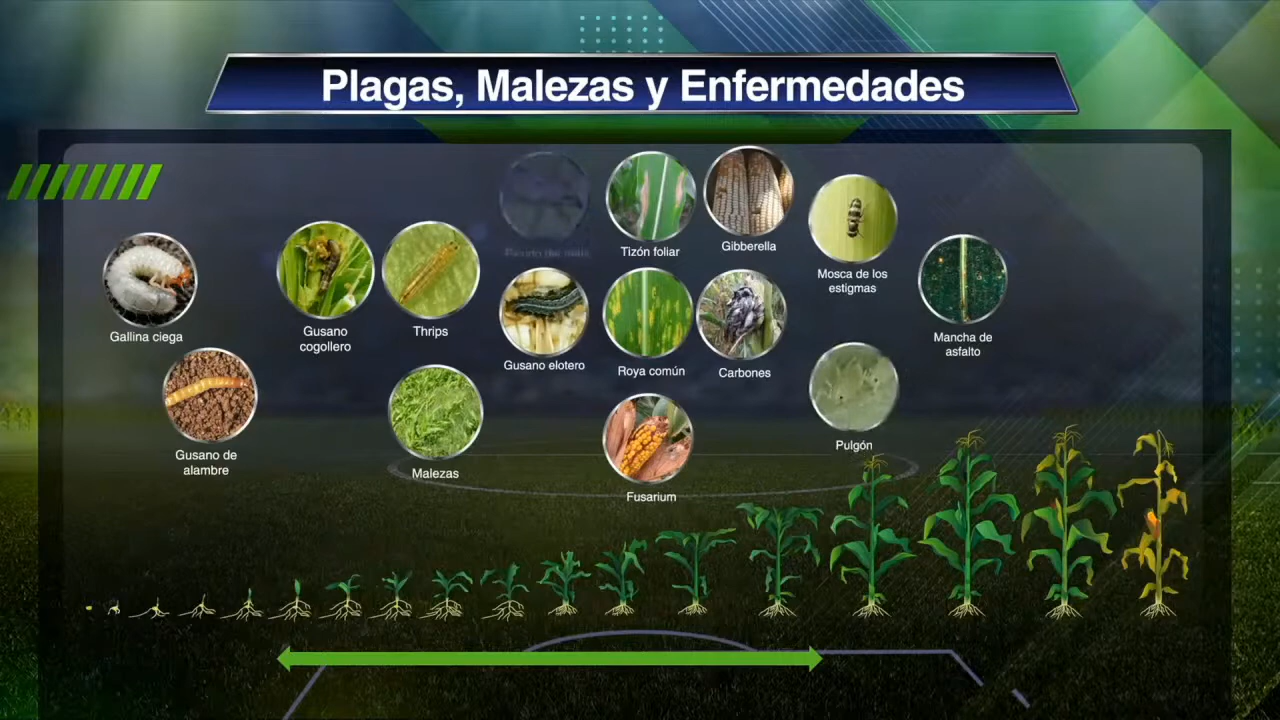 Plagas, Malezas y Enfermedades
Gallina ciega
Gusano de
alambre
Gusano
cogollero
Thrips
Malezas
Gusano elotero
Tizón foliar
Roya común
Fusarium
Gibberella
Carbones
Mosca de los
estigmas
Pulgón
Mancha de
asfalto